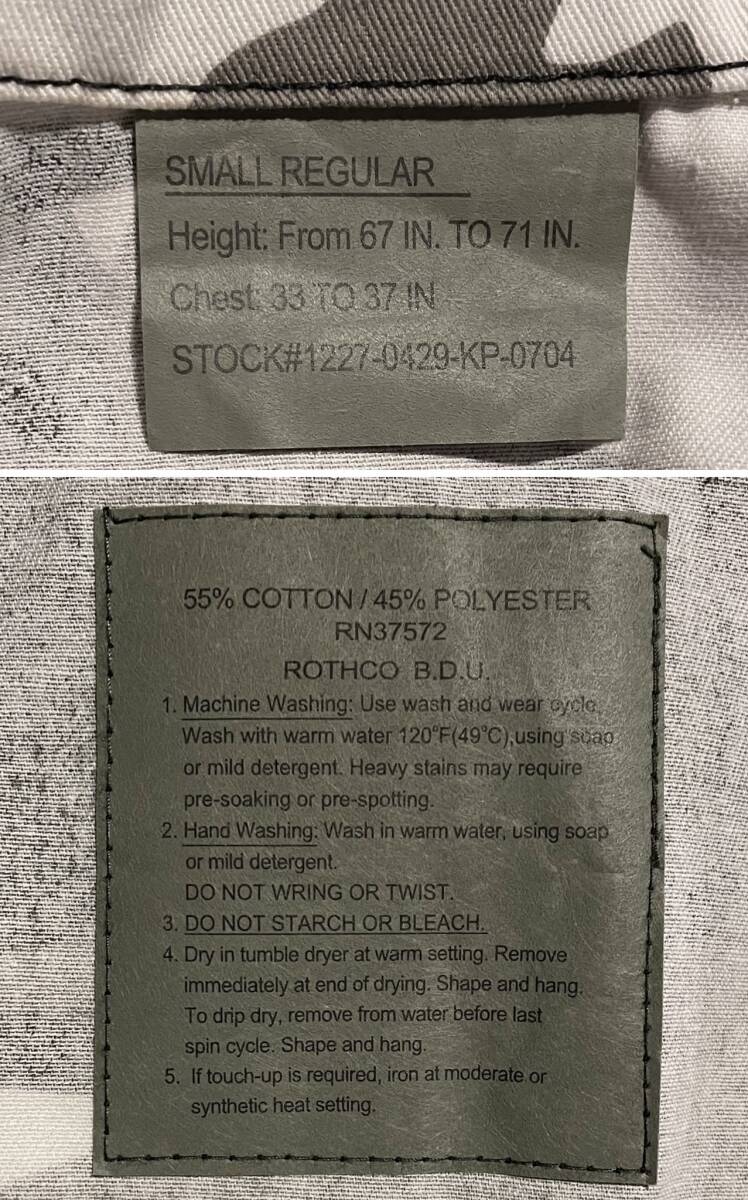 SMALL REGULAR
Height: From 67 IN. TO 71 IN.
Chest: 33 TO 37 IN
STOCK#1227-0429-KP-0704
55% COTTON / 45% POLYESTER
RN37572
ROTHCO B.D.U.
1. Machine Washing: Use wash and wear cycle.
Wash with warm water 120°F(49°C),using soap
or mild detergent. Heavy stains may require
pre-soaking or pre-spotting.
2. Hand Washing: Wash in warm water, using soap
or mild detergent.
DO NOT WRING OR TWIST.
3. DO NOT STARCH OR BLEACH.
4. Dry in tumble dryer at warm setting. Remove
immediately at end of drying. Shape and hang.
To drip dry, remove from water before last
spin cycle. Shape and hang.
5. If touch-up is required, iron at moderate or
synthetic heat setting.